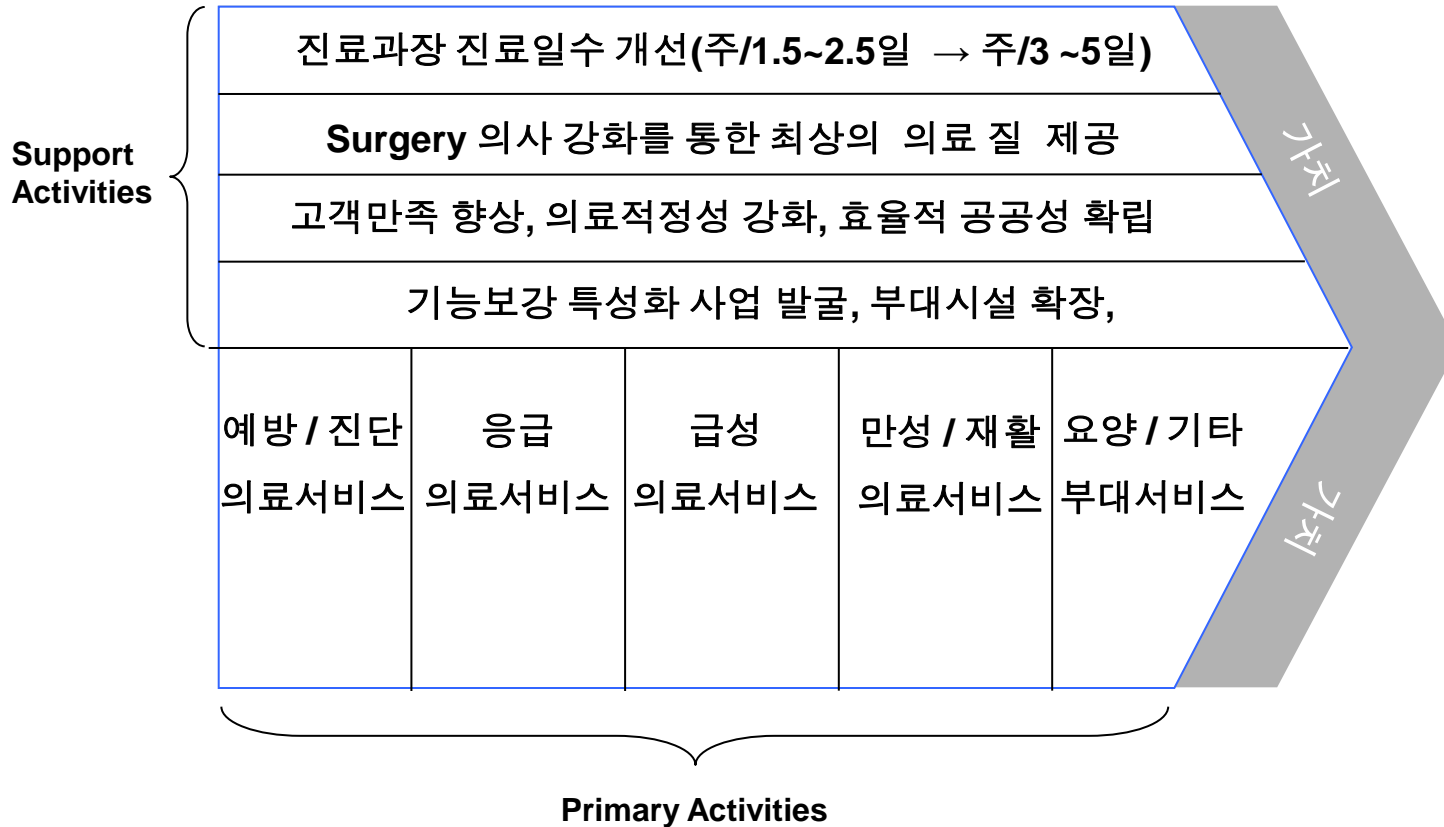 진료과장 진료일수 개선(주/1.5~2.5일 → 주/3 ~5일)
Surgery 의사 강화를 통한 최상의 의료 질 제공
Support
Activities
고객만족 향상, 의료적정성 강화, 효율적 공공성 확립
기능보강 특성화 사업 발굴, 부대시설 확장,
가치
예방 / 진단
의료서비스
응급
의료서비스
급성
의료서비스
만성 / 재활
의료서비스
요양 / 기타
부대서비스
가치
Primary Activities